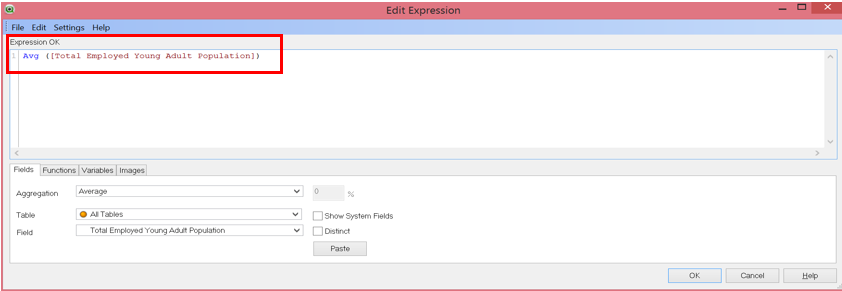 Edit Expression
File Edit Settings Help
Expression OK
1 Avg ([Total Employed Young Adult Population])
Fields Functions Variables Images
Aggregation Average 0 %
Table All Tables Show System Fields
Field Total Employed Young Adult Population Distinct
Paste
OK Cancel Help